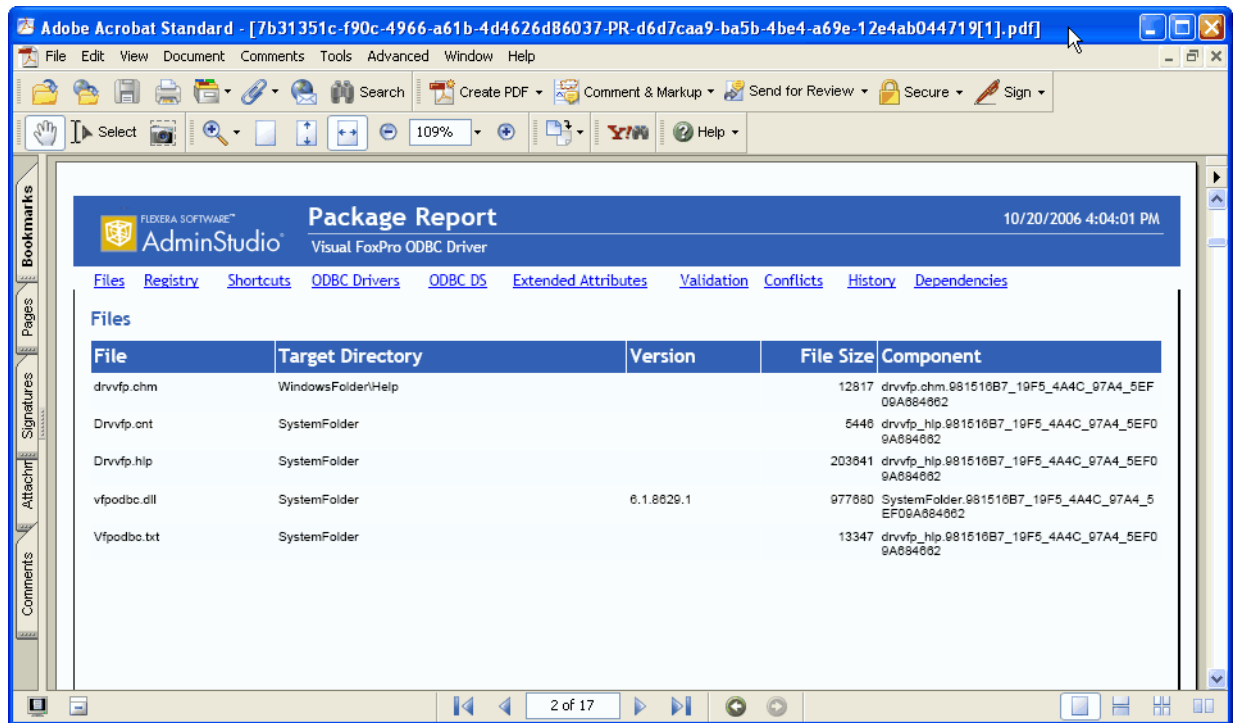 Adobe Acrobat Standard - [7b31351c-f90c-4966-a61b-4d4626d86037-PR-d6d7caa9-ba5b-4be4-a69e-12e4ab044719[1].pdf]
File Edit View Document Comments Tools Advanced Window Help
Search Create PDF Comment & Markup Send for Review Secure Sign
Select 109% Y! Help
Bookmarks
Pages
Signatures
Attachm
Comments
FLEXERA SOFTWARE™
AdminStudio®
Package Report
Visual FoxPro ODBC Driver
10/20/2006 4:04:01 PM
Files Registry Shortcuts ODBC Drivers ODBC DS Extended Attributes Validation Conflicts History Dependencies
Files
File Target Directory Version File Size Component
drvvfp.chm WindowsFolder\Help 12817 drvvfp.chm.981516B7_19F5_4A4C_97A4_5EF
09A684662
Drvvfp.cnt SystemFolder 5446 drvvfp_hlp.981516B7_19F5_4A4C_97A4_5EF0
9A684662
Drvvfp.hlp SystemFolder 203641 drvvfp_hlp.981516B7_19F5_4A4C_97A4_5EF0
9A684662
vfpodbc.dll SystemFolder 6.1.8629.1 977680 SystemFolder.981516B7_19F5_4A4C_97A4_5
EF09A684662
Vfpodbc.txt SystemFolder 13347 drvvfp_hlp.981516B7_19F5_4A4C_97A4_5EF0
9A684662
2 of 17